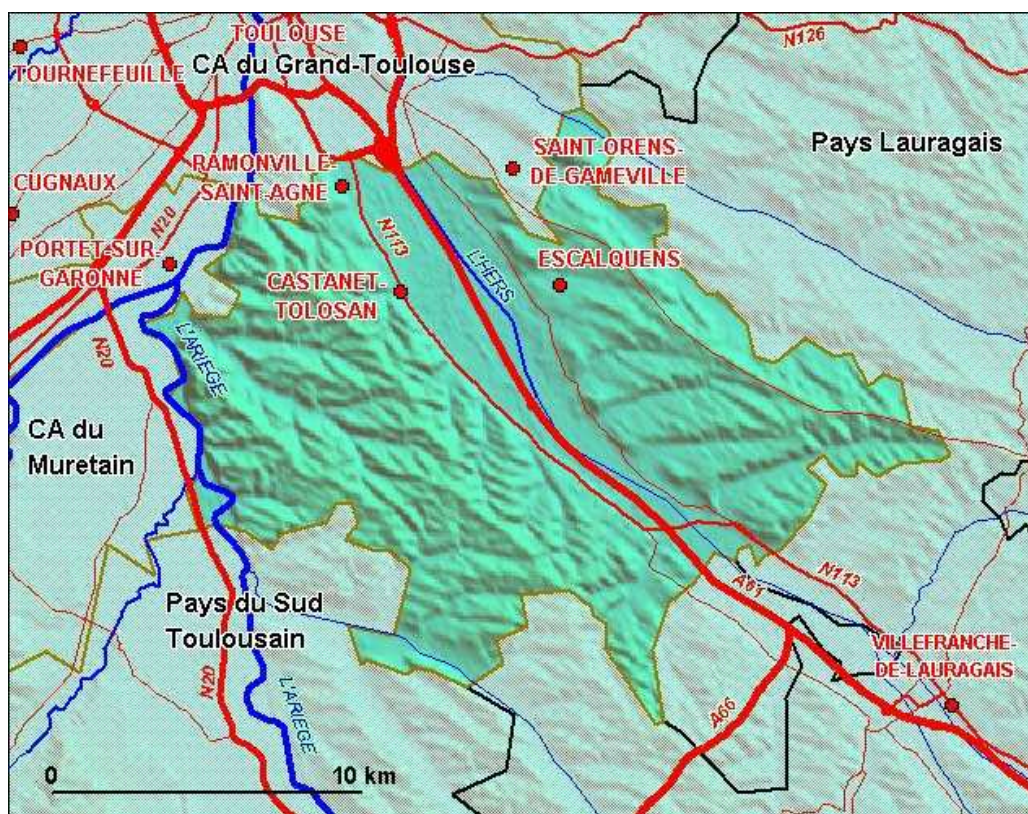 TOULOUSE
N126
CA du Grand-Toulouse
TOURNEFEUILLE
Pays Lauragais
SAINT-ORENS-
DE-GAMEVILLE
RAMONVILLE-
SAINT-AGNE
CUGNAUX
N20
N113
PORTET-SUR-
GARONNE
L'HERS
ESCALQUENS
CASTANET-
TOLOSAN
L'ARIEGE
N20
CA du
Muretain
A61
N113
Pays du Sud
Toulousain
VILLEFRANCHE-
DE-LAURAGAIS
N20
L'ARIEGE
A66
0
10 km